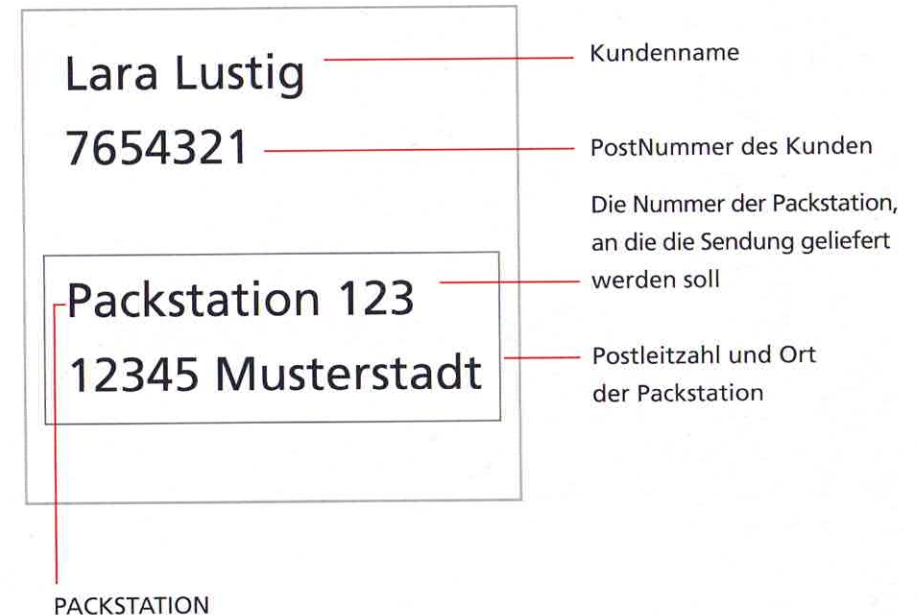 Lara Lustig
7654321
Packstation 123
12345 Musterstadt
Kundenname
PostNummer des Kunden
Die Nummer der Packstation,
an die die Sendung geliefert
werden soll
Postleitzahl und Ort
der Packstation
PACKSTATION